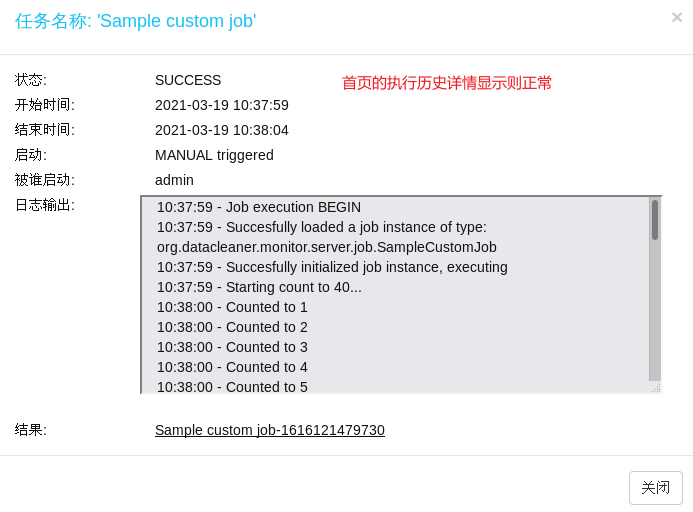 任务名称: 'Sample custom job'
×
状态: SUCCESS
首页的执行历史详情显示则正常
开始时间: 2021-03-19 10:37:59
结束时间: 2021-03-19 10:38:04
启动: MANUAL triggered
被谁启动: admin
日志输出:
10:37:59 - Job execution BEGIN
10:37:59 - Succesfully loaded a job instance of type:
org.datacleaner.monitor.server.job.SampleCustomJob
10:37:59 - Succesfully initialized job instance, executing
10:37:59 - Starting count to 40...
10:38:00 - Counted to 1
10:38:00 - Counted to 2
10:38:00 - Counted to 3
10:38:00 - Counted to 4
10:38:00 - Counted to 5
结果: Sample custom job-1616121479730
关闭